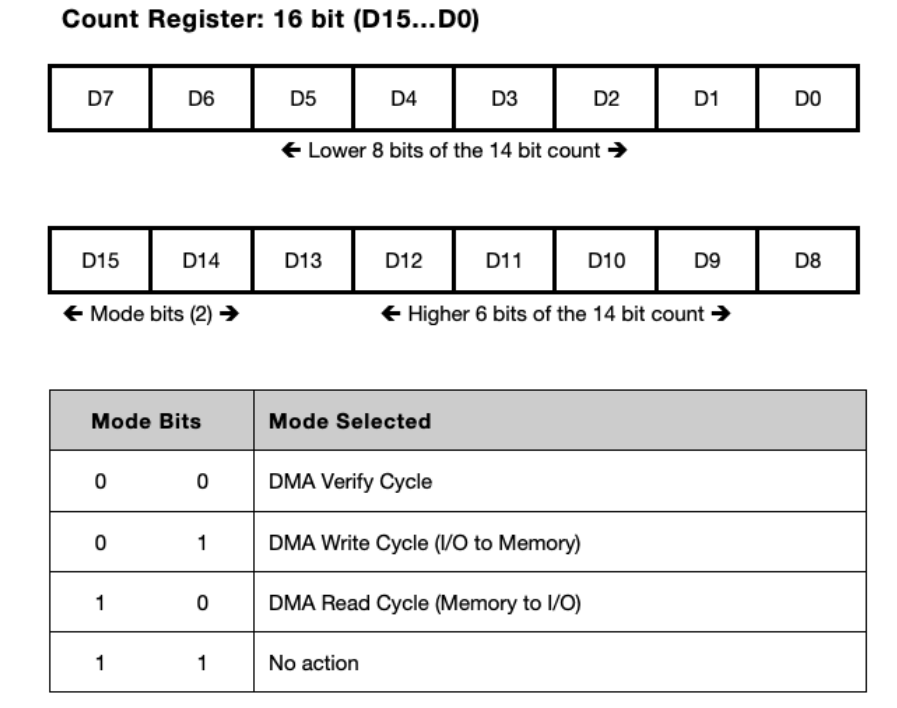 Count Register: 16 bit (D15...D0)
D7 D6 D5 D4 D3 D2 D1 D0
← Lower 8 bits of the 14 bit count →
D15 D14 D13 D12 D11 D10 D9 D8
← Mode bits (2) → ← Higher 6 bits of the 14 bit count →
Mode Bits Mode Selected
0 0 DMA Verify Cycle
0 1 DMA Write Cycle (I/O to Memory)
1 0 DMA Read Cycle (Memory to I/O)
1 1 No action